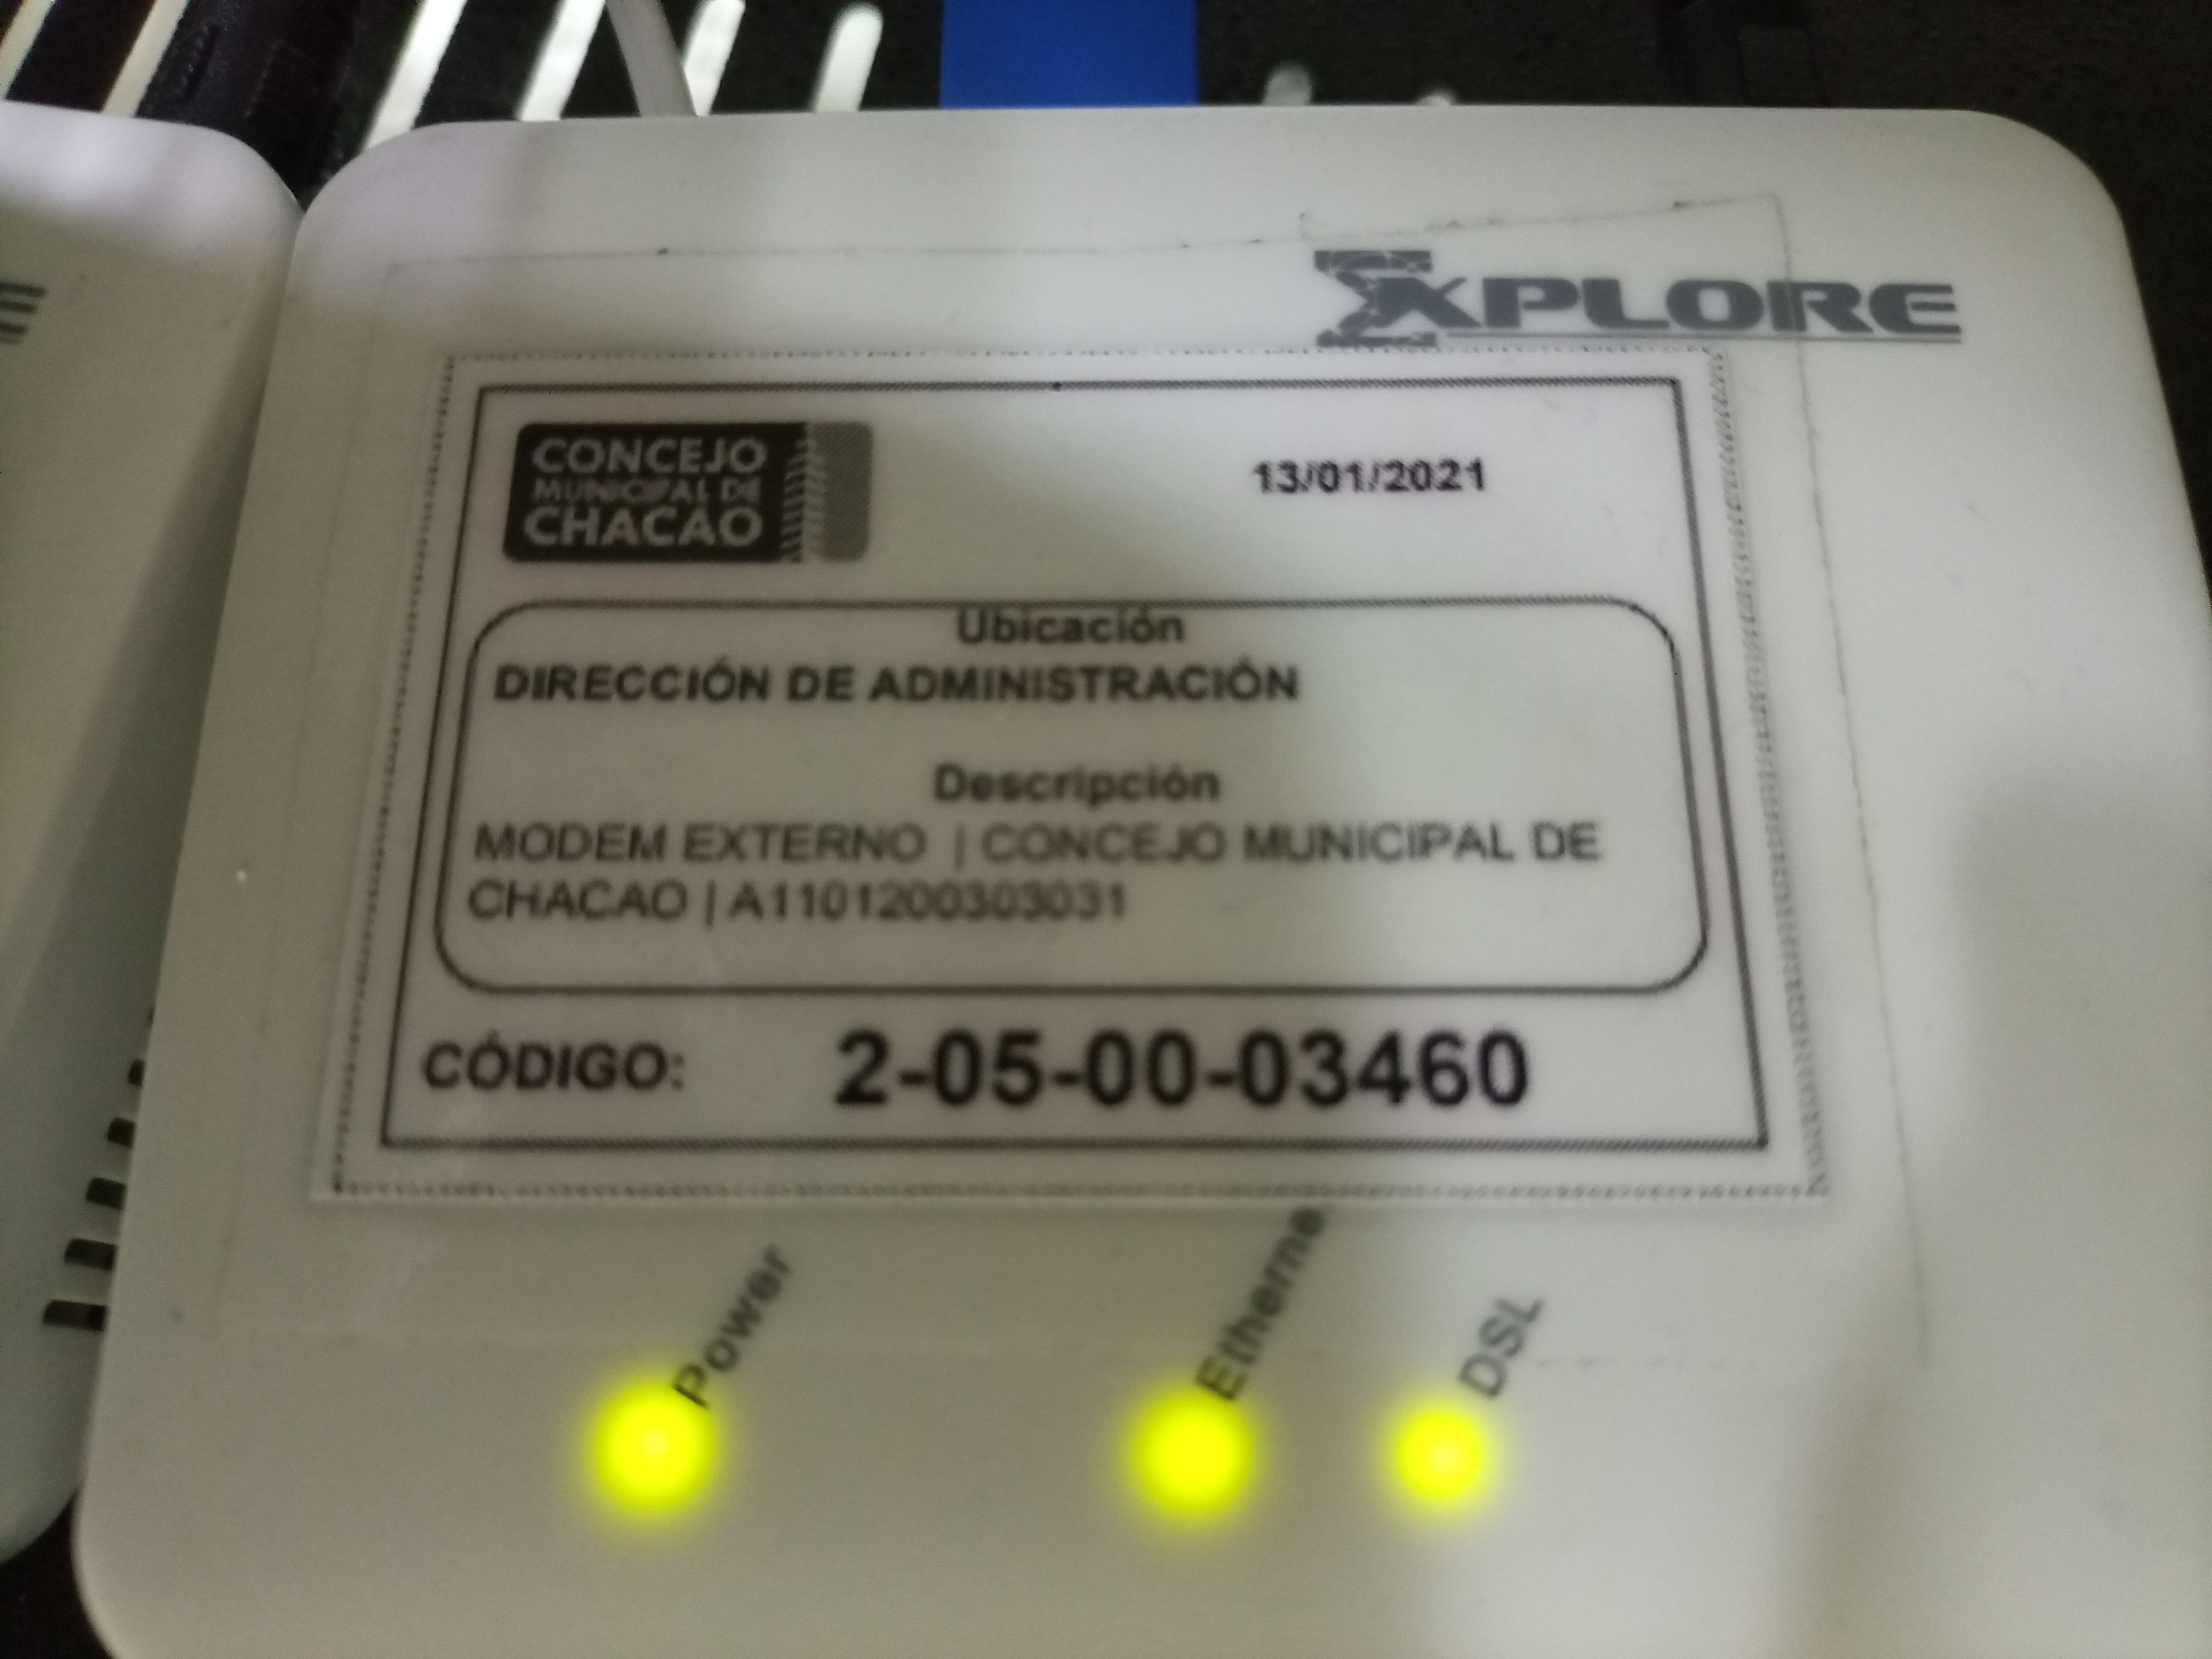 XPLORE
CONCEJO
MUNICIPAL DE
CHACAO
13/01/2021
Ubicación
DIRECCIÓN DE ADMINISTRACIÓN
Descripción
MODEM EXTERNO | CONCEJO MUNICIPAL DE
CHACAO | A1101200303031
CÓDIGO: 2-05-00-03460
Power
Etherne
DSL